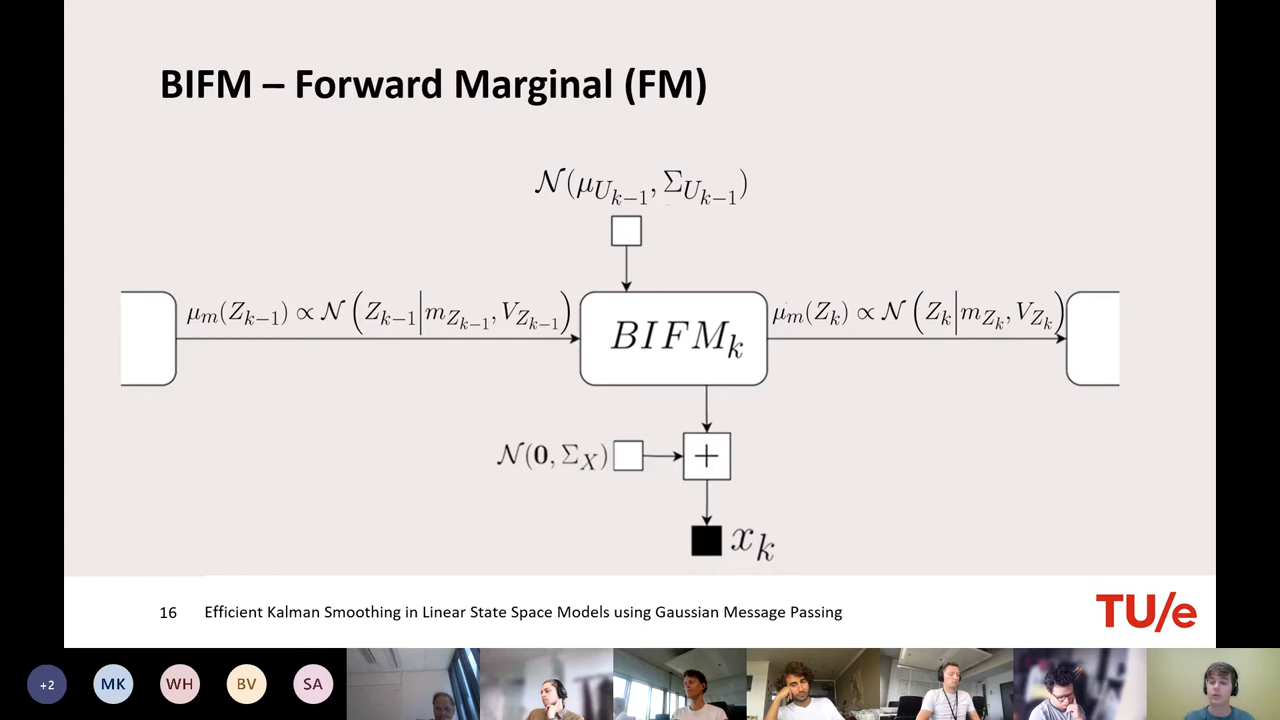 BIFM – Forward Marginal (FM)
𝒩(μ_{U_{k−1}}, Σ_{U_{k−1}})
μ_m(Z_{k−1}) ∝ 𝒩(Z_{k−1}|m_{Z_{k−1}}, V_{Z_{k−1}})
BIFM_k
μ_m(Z_k) ∝ 𝒩(Z_k|m_{Z_k}, V_{Z_k})
𝒩(0, Σ_X)
+
x_k
16 Efficient Kalman Smoothing in Linear State Space Models using Gaussian Message Passing
TU/e
+2 MK WH BV SA